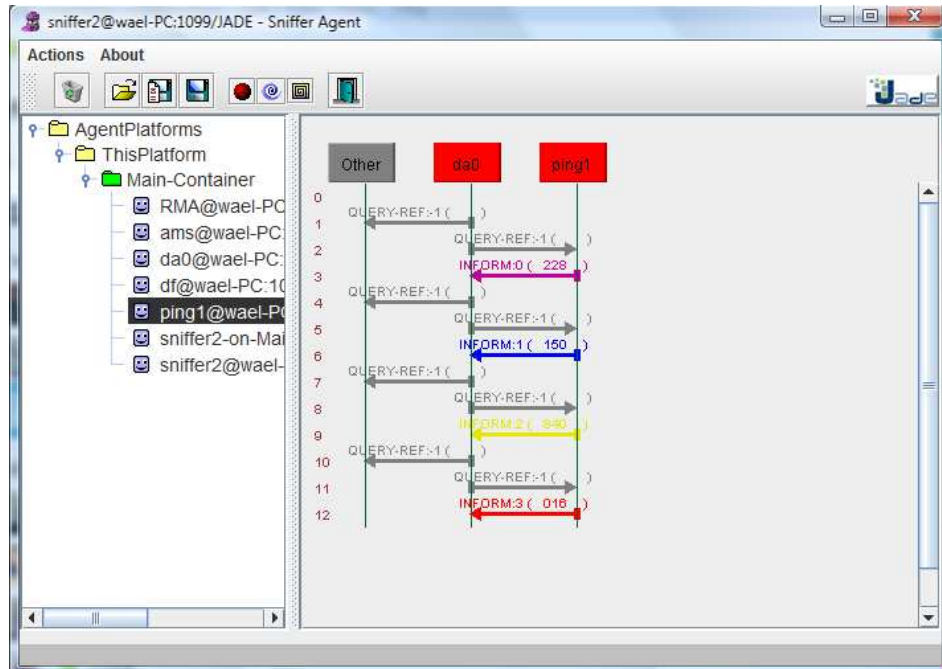 sniffer2@wael-PC:1099/JADE - Sniffer Agent
Actions About
Jade
AgentPlatforms
ThisPlatform
Main-Container
RMA@wael-PC
ams@wael-PC:
da0@wael-PC:
df@wael-PC:10
ping1@wael-P
sniffer2-on-Mai
sniffer2@wael-
Other da0 ping1
0
QUERY-REF:-1 ( )
1
QUERY-REF:-1 ( )
2
INFORM:0 ( 228 )
3
QUERY-REF:-1 ( )
4
QUERY-REF:-1 ( )
5
INFORM:1 ( 150 )
6
QUERY-REF:-1 ( )
7
QUERY-REF:-1 ( )
8
INFORM:2 ( 840 )
9
QUERY-REF:-1 ( )
10
QUERY-REF:-1 ( )
11
INFORM:3 ( 016 )
12